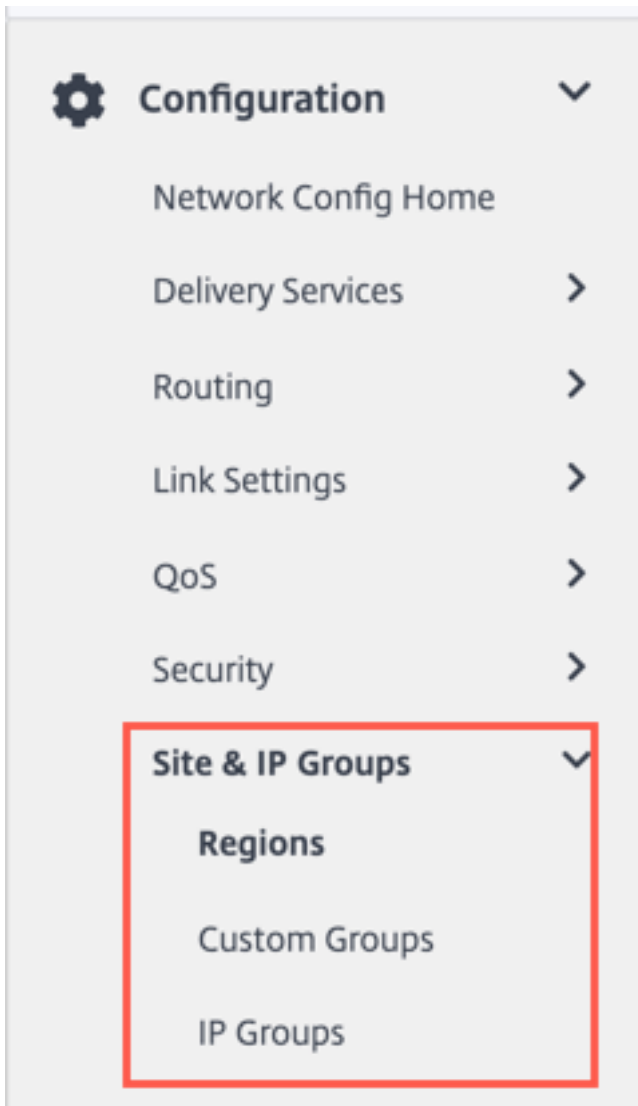 Configuration
Network Config Home
Delivery Services
Routing
Link Settings
QoS
Security
Site & IP Groups
Regions
Custom Groups
IP Groups